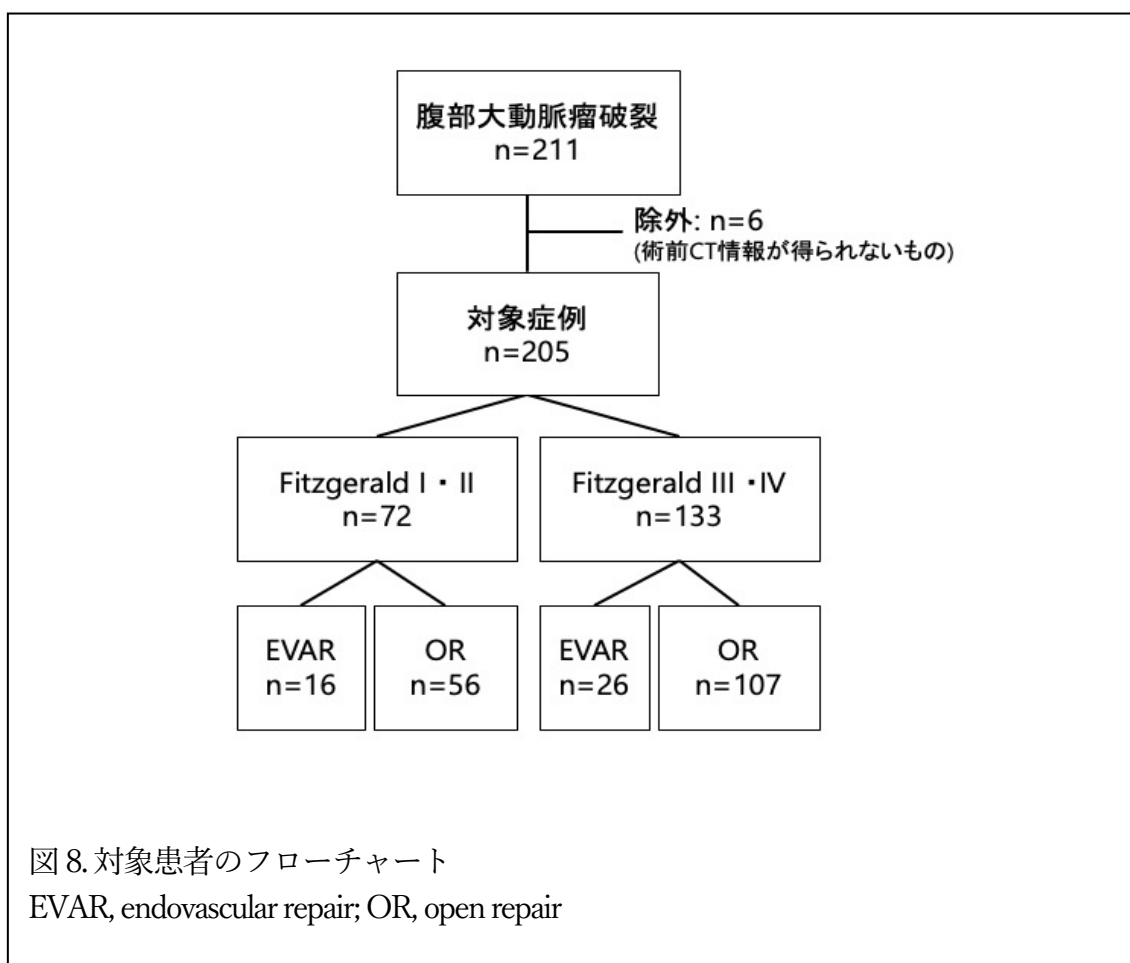 腹部大動脈瘤破裂
n=211
除外: n=6
(術前CT情報が得られないもの)
対象症例
n=205
Fitzgerald I・II
n=72
Fitzgerald III・IV
n=133
EVAR
n=16
OR
n=56
EVAR
n=26
OR
n=107
図 8. 対象患者のフローチャート
EVAR, endovascular repair; OR, open repair